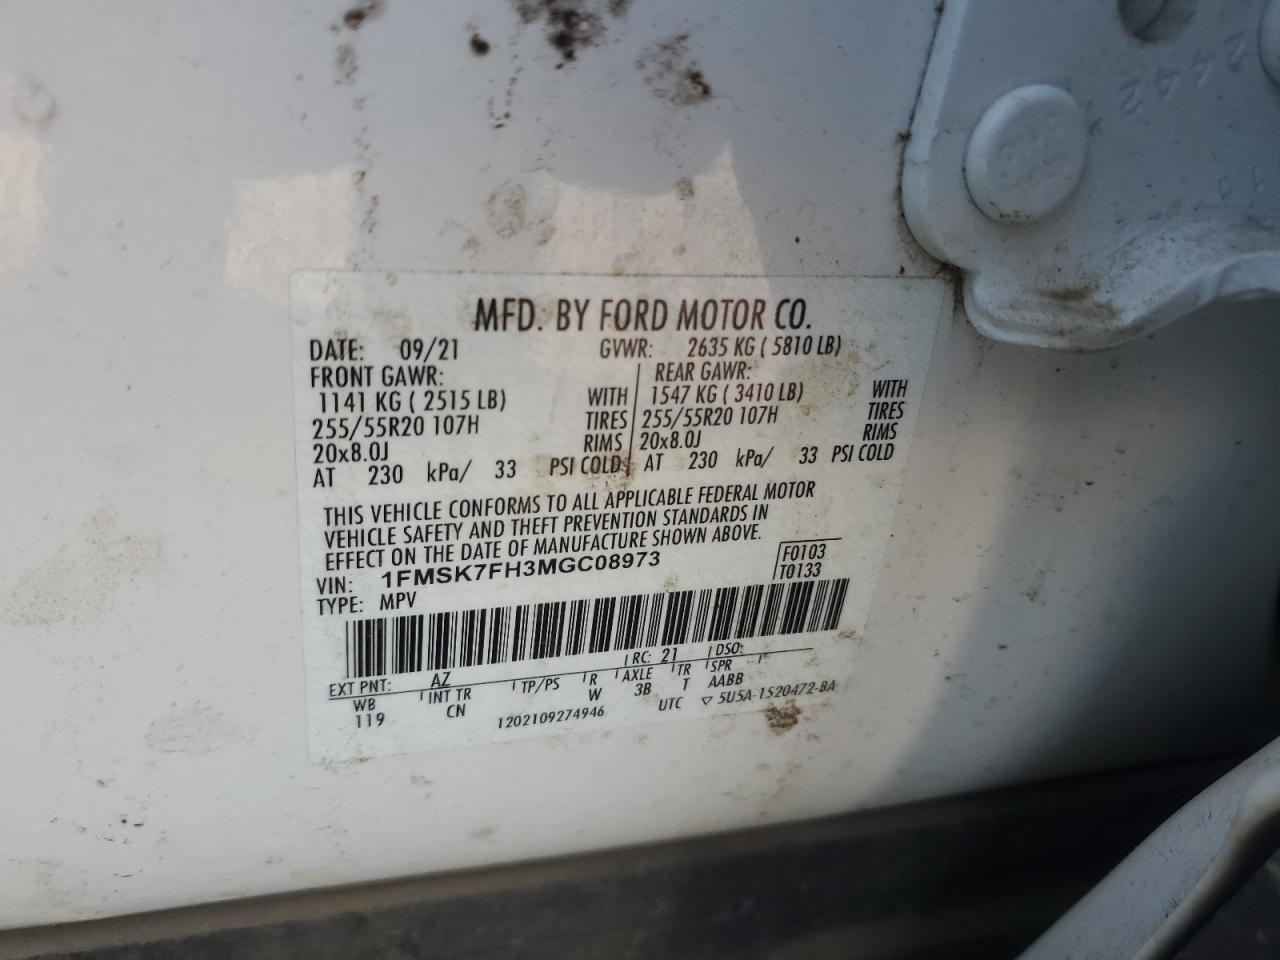 2442
MFD. BY FORD MOTOR CO.
DATE: 09/21 GVWR: 2635 KG ( 5810 LB)
FRONT GAWR: REAR GAWR:
1141 KG ( 2515 LB) WITH 1547 KG ( 3410 LB) WITH
255/55R20 107H TIRES 255/55R20 107H TIRES
20x8.0J RIMS 20x8.0J RIMS
AT 230 kPa/ 33 PSI COLD AT 230 kPa/ 33 PSI COLD
THIS VEHICLE CONFORMS TO ALL APPLICABLE FEDERAL MOTOR
VEHICLE SAFETY AND THEFT PREVENTION STANDARDS IN
EFFECT ON THE DATE OF MANUFACTURE SHOWN ABOVE.
VIN: 1FMSK7FH3MGC08973 F0103
TYPE: MPV T0133
EXT PNT: AZ RC: 21 DSO:
WB INT TR TP/PS R AXLE TR SPR
119 CN W 3B T AABB
1202109274946 UTC ▽ 5U5A-1520472-BA